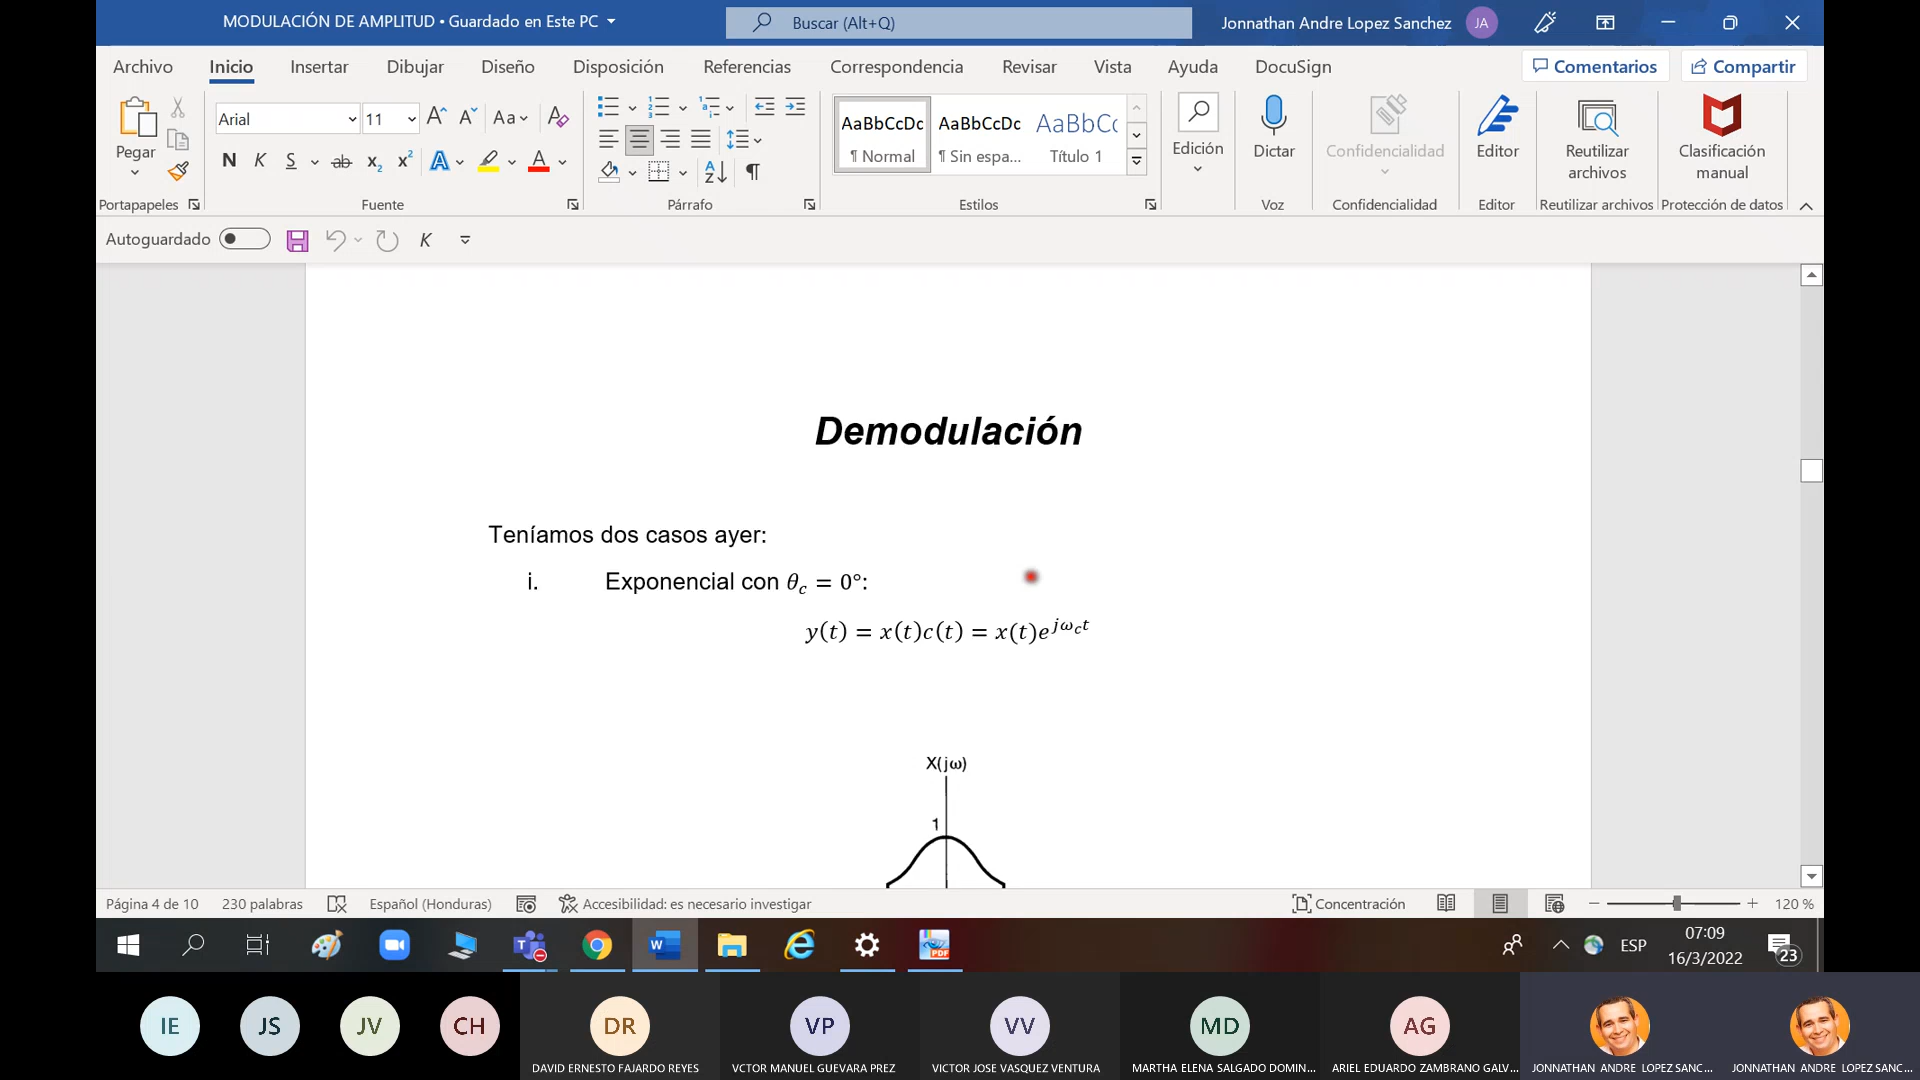 MODULACIÓN DE AMPLITUD • Guardado en Este PC
Buscar (Alt+Q)
Jonnathan Andre Lopez Sanchez
JA
Archivo Inicio Insertar Dibujar Diseño Disposición Referencias Correspondencia Revisar Vista Ayuda DocuSign
Comentarios
Compartir
Pegar
Arial
11
Aa
N K S ab x₂ x² A A
AaBbCcDc AaBbCcDc AaBbCc
¶ Normal ¶ Sin espa... Título 1
Edición
Dictar
Confidencialidad
Editor
Reutilizar archivos
Clasificación manual
Portapapeles Fuente Párrafo Estilos Voz Confidencialidad Editor Reutilizar archivos Protección de datos
Autoguardado
K
Demodulación
Teníamos dos casos ayer:
i. Exponencial con θ_c = 0°:
y(t) = x(t)c(t) = x(t)e^{jω_c t}
X(jω)
1
Página 4 de 10 230 palabras Español (Honduras) Accesibilidad: es necesario investigar Concentración 120 %
PDF
ESP
07:09
16/3/2022
23
IE JS JV CH DR VP VV MD AG
DAVID ERNESTO FAJARDO REYES VCTOR MANUEL GUEVARA PREZ VICTOR JOSE VASQUEZ VENTURA MARTHA ELENA SALGADO DOMIN... ARIEL EDUARDO ZAMBRANO GALV... JONNATHAN ANDRE LOPEZ SANC... JONNATHAN ANDRE LOPEZ SANC...